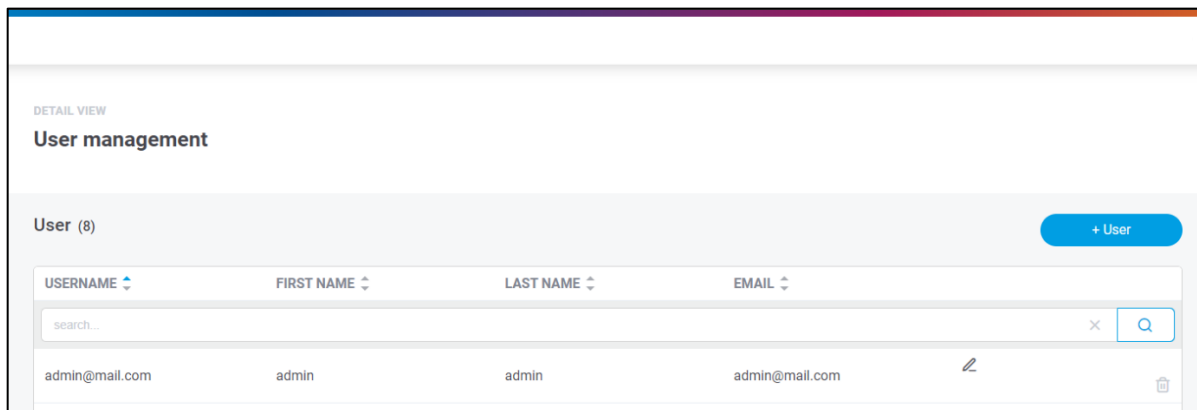 DETAIL VIEW
User management
User (8)
+ User
USERNAME FIRST NAME LAST NAME EMAIL
search...
admin@mail.com admin admin admin@mail.com